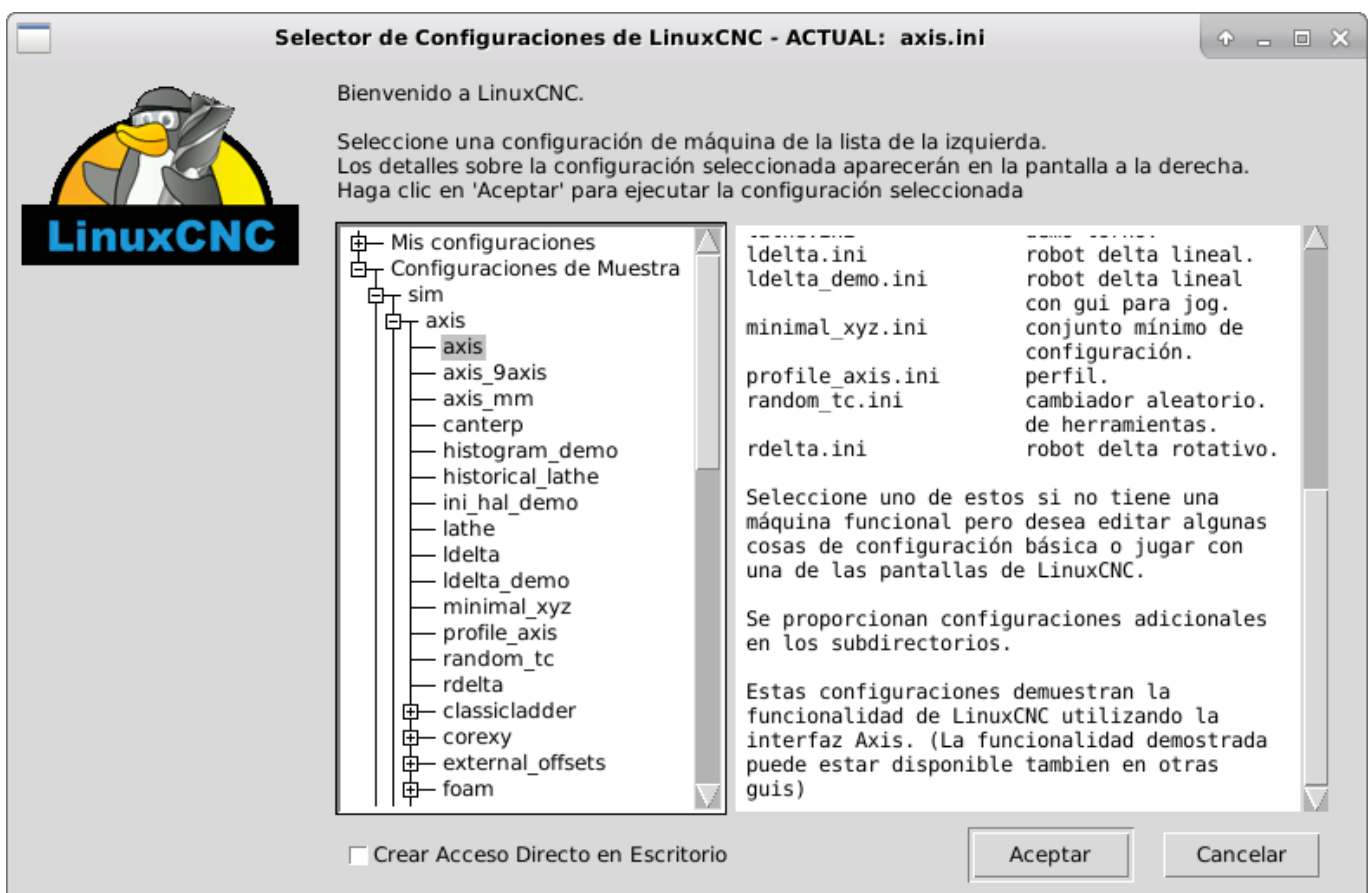 Selector de Configuraciones de LinuxCNC - ACTUAL: axis.ini
LinuxCNC
Bienvenido a LinuxCNC.
Seleccione una configuración de máquina de la lista de la izquierda.
Los detalles sobre la configuración seleccionada aparecerán en la pantalla a la derecha.
Haga clic en 'Aceptar' para ejecutar la configuración seleccionada
Mis configuraciones
Configuraciones de Muestra
sim
axis
axis
axis_9axis
axis_mm
canterp
histogram_demo
historical_lathe
ini_hal_demo
lathe
ldelta
ldelta_demo
minimal_xyz
profile_axis
random_tc
rdelta
classicladder
corexy
external_offsets
foam
ldelta.ini robot delta lineal.
ldelta_demo.ini robot delta lineal
con gui para jog.
minimal_xyz.ini conjunto mínimo de
configuración.
profile_axis.ini perfil.
random_tc.ini cambiador aleatorio.
de herramientas.
rdelta.ini robot delta rotativo.
Seleccione uno de estos si no tiene una
máquina funcional pero desea editar algunas
cosas de configuración básica o jugar con
una de las pantallas de LinuxCNC.
Se proporcionan configuraciones adicionales
en los subdirectorios.
Estas configuraciones demuestran la
funcionalidad de LinuxCNC utilizando la
interfaz Axis. (La funcionalidad demostrada
puede estar disponible tambien en otras
guis)
Crear Acceso Directo en Escritorio
Aceptar
Cancelar